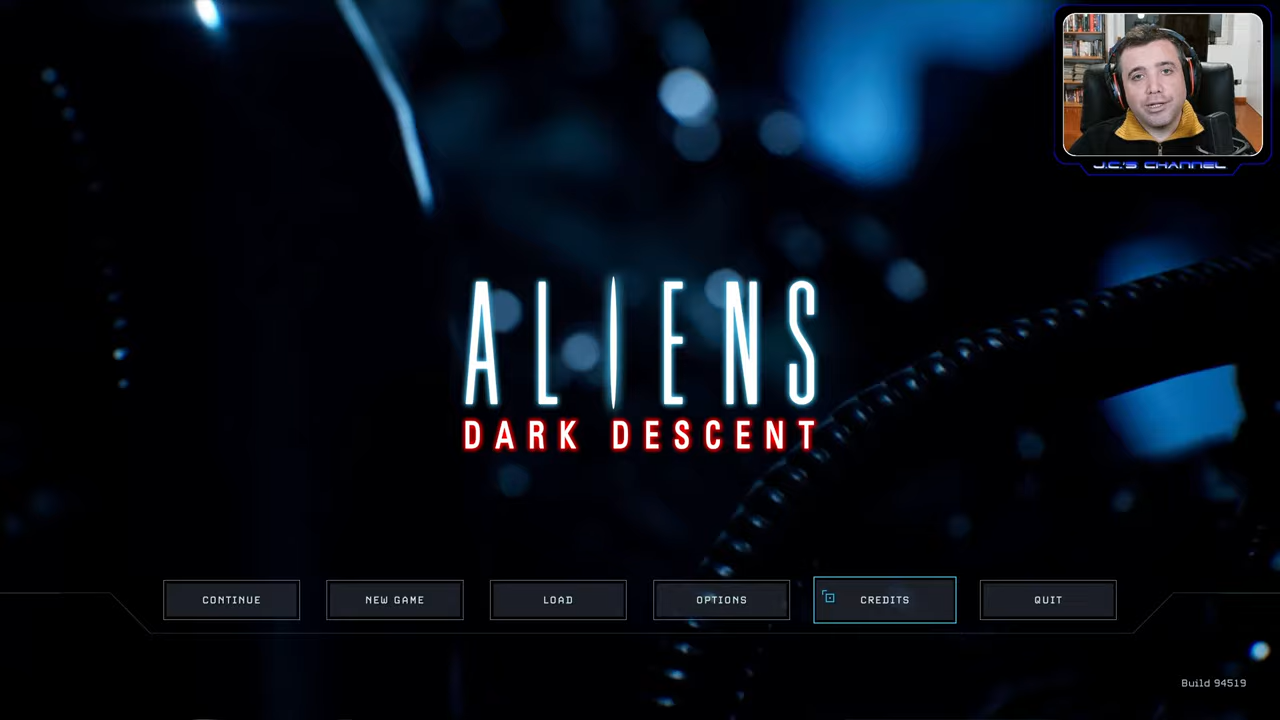 J.C.'S CHANNEL
ALIENS
DARK DESCENT
CONTINUE
NEW GAME
LOAD
OPTIONS
CREDITS
QUIT
Build 94519